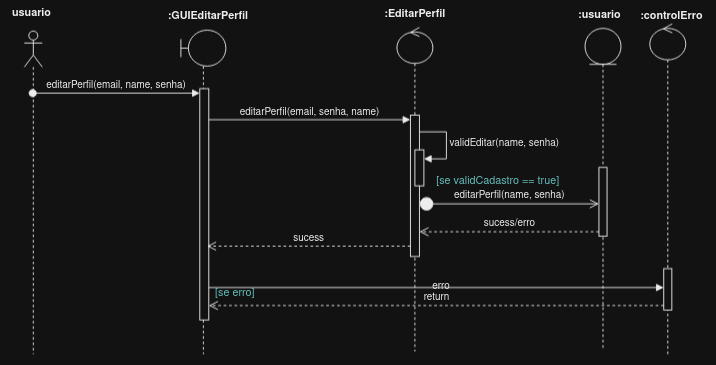 usuario
:GUIEditarPerfil
:EditarPerfil
:usuario
:controlErro
editarPerfil(email, name, senha)
editarPerfil(email, senha, name)
validEditar(name, senha)
[se validCadastro == true]
editarPerfil(name, senha)
sucess/erro
sucess
erro
[se erro]
return